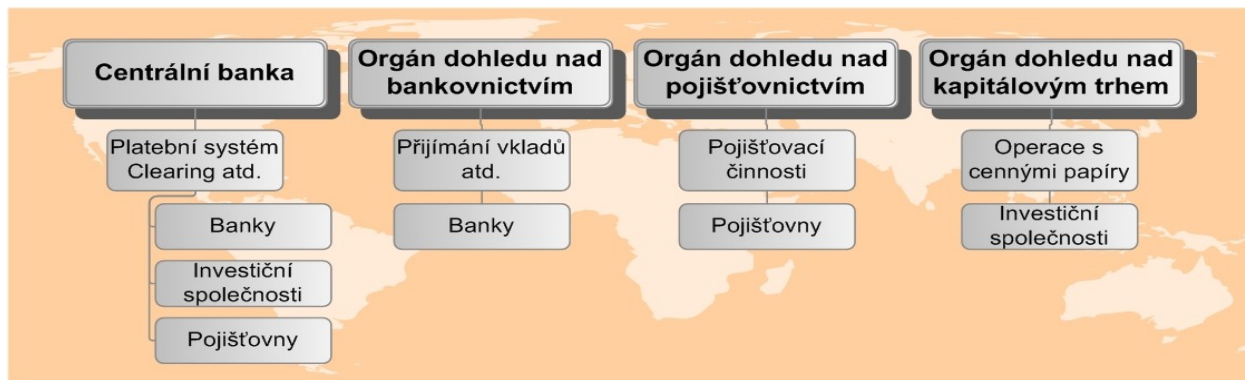 Centrální banka
Platební systém
Clearing atd.
Banky
Investiční
společnosti
Pojišťovny
Orgán dohledu nad
bankovnictvím
Přijímání vkladů
atd.
Banky
Orgán dohledu nad
pojišťovnictvím
Pojišťovací
činnosti
Pojišťovny
Orgán dohledu nad
kapitálovým trhem
Operace s
cennými papíry
Investiční
společnosti